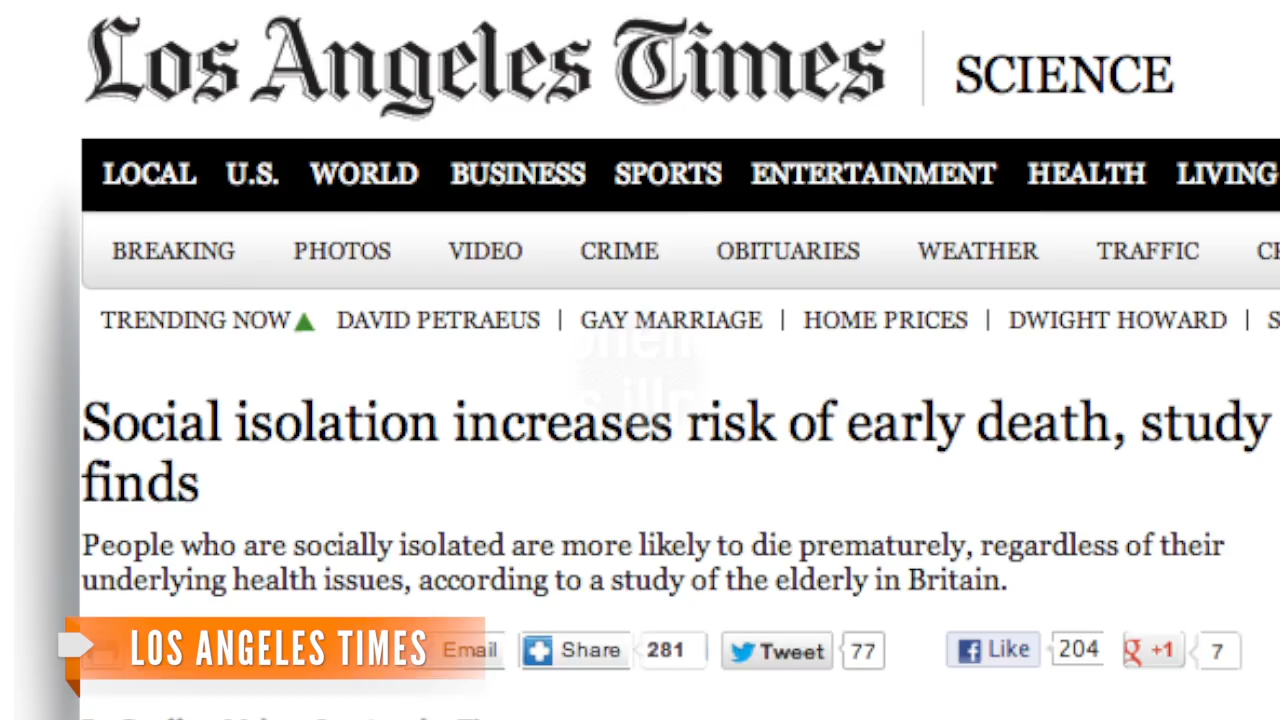 Los Angeles Times | SCIENCE
LOCAL U.S. WORLD BUSINESS SPORTS ENTERTAINMENT HEALTH LIVING
BREAKING PHOTOS VIDEO CRIME OBITUARIES WEATHER TRAFFIC
TRENDING NOW DAVID PETRAEUS | GAY MARRIAGE | HOME PRICES | DWIGHT HOWARD |
Social isolation increases risk of early death, study
finds
People who are socially isolated are more likely to die prematurely, regardless of their
underlying health issues, according to a study of the elderly in Britain.
LOS ANGELES TIMES Email Share 281 Tweet 77 Like 204 +1 7